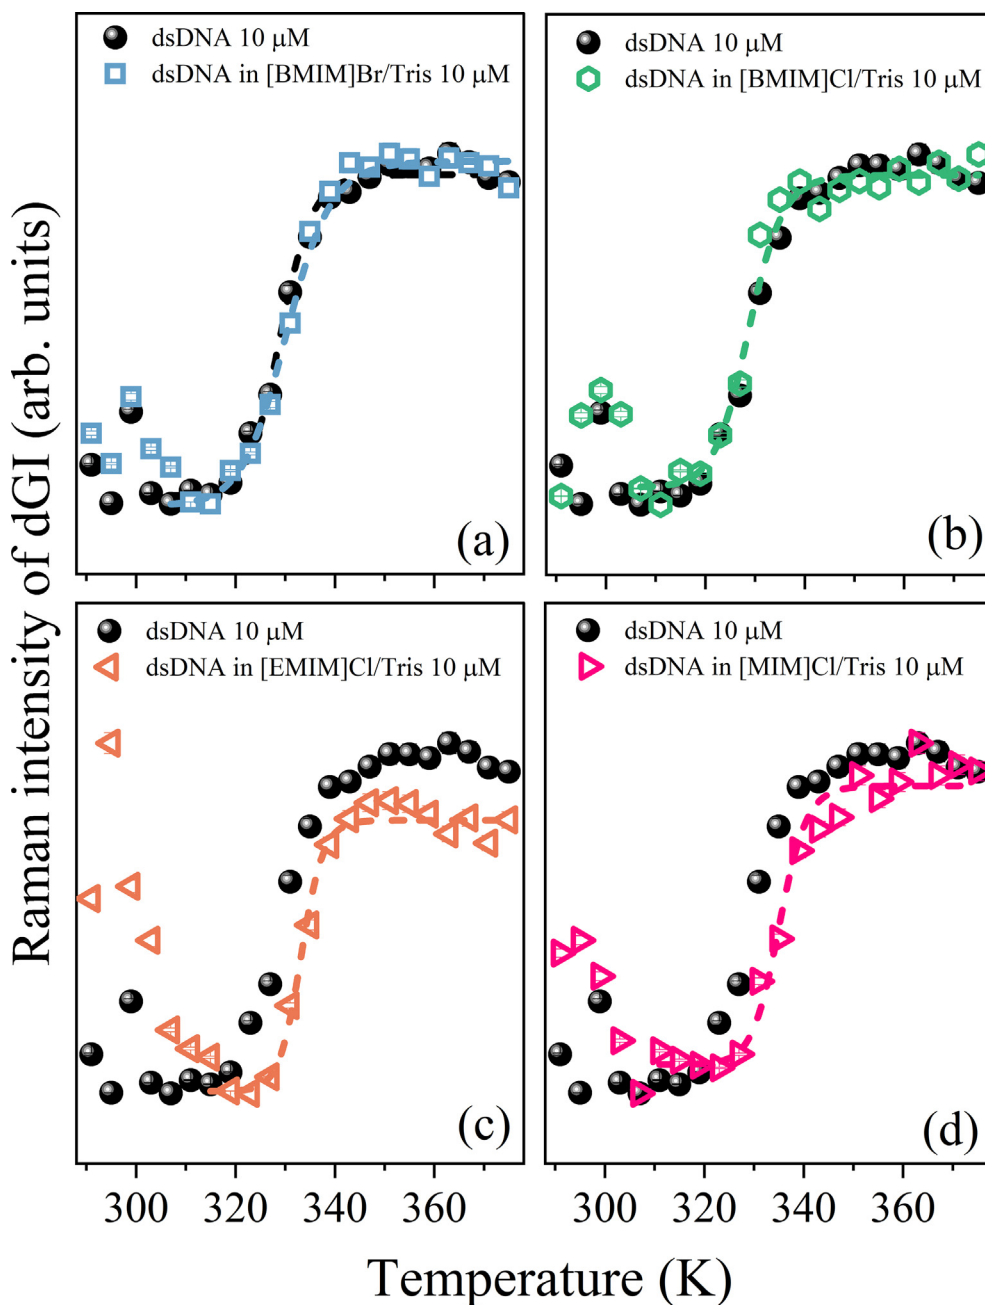 Raman intensity of dGI (arb. units)
dsDNA 10 μM
dsDNA in [BMIM]Br/Tris 10 μM
(a)
dsDNA 10 μM
dsDNA in [BMIM]Cl/Tris 10 μM
(b)
dsDNA 10 μM
dsDNA in [EMIM]Cl/Tris 10 μM
(c)
dsDNA 10 μM
dsDNA in [MIM]Cl/Tris 10 μM
(d)
300 320 340 360 300 320 340 360
Temperature (K)